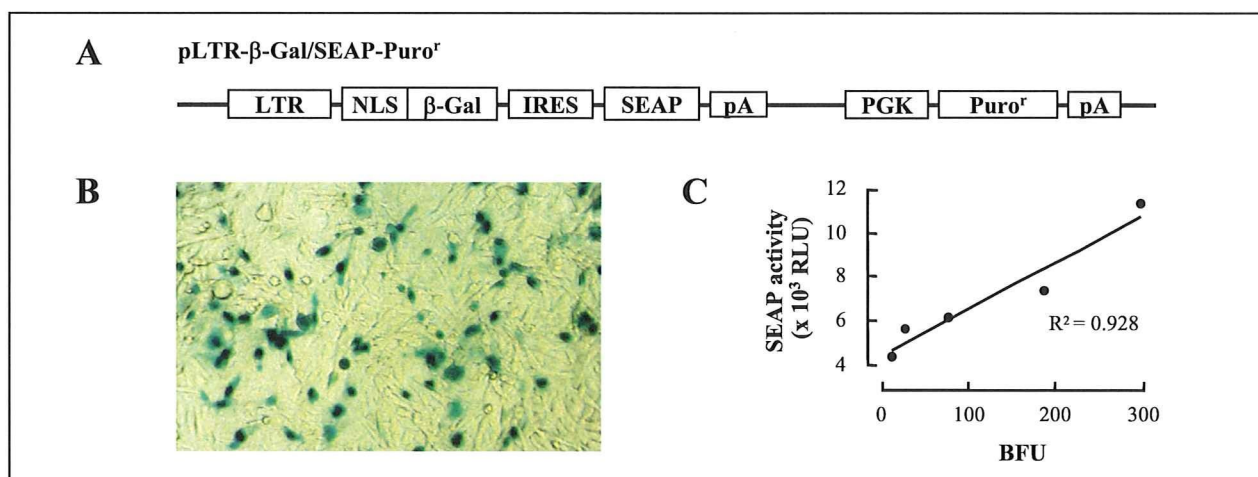 A
pLTR-β-Gal/SEAP-Puroʳ
LTR NLS β-Gal IRES SEAP pA PGK Puroʳ pA
B
C
SEAP activity
(x 10³ RLU)
12
10
8
6
4
R² = 0.928
0 100 200 300
BFU